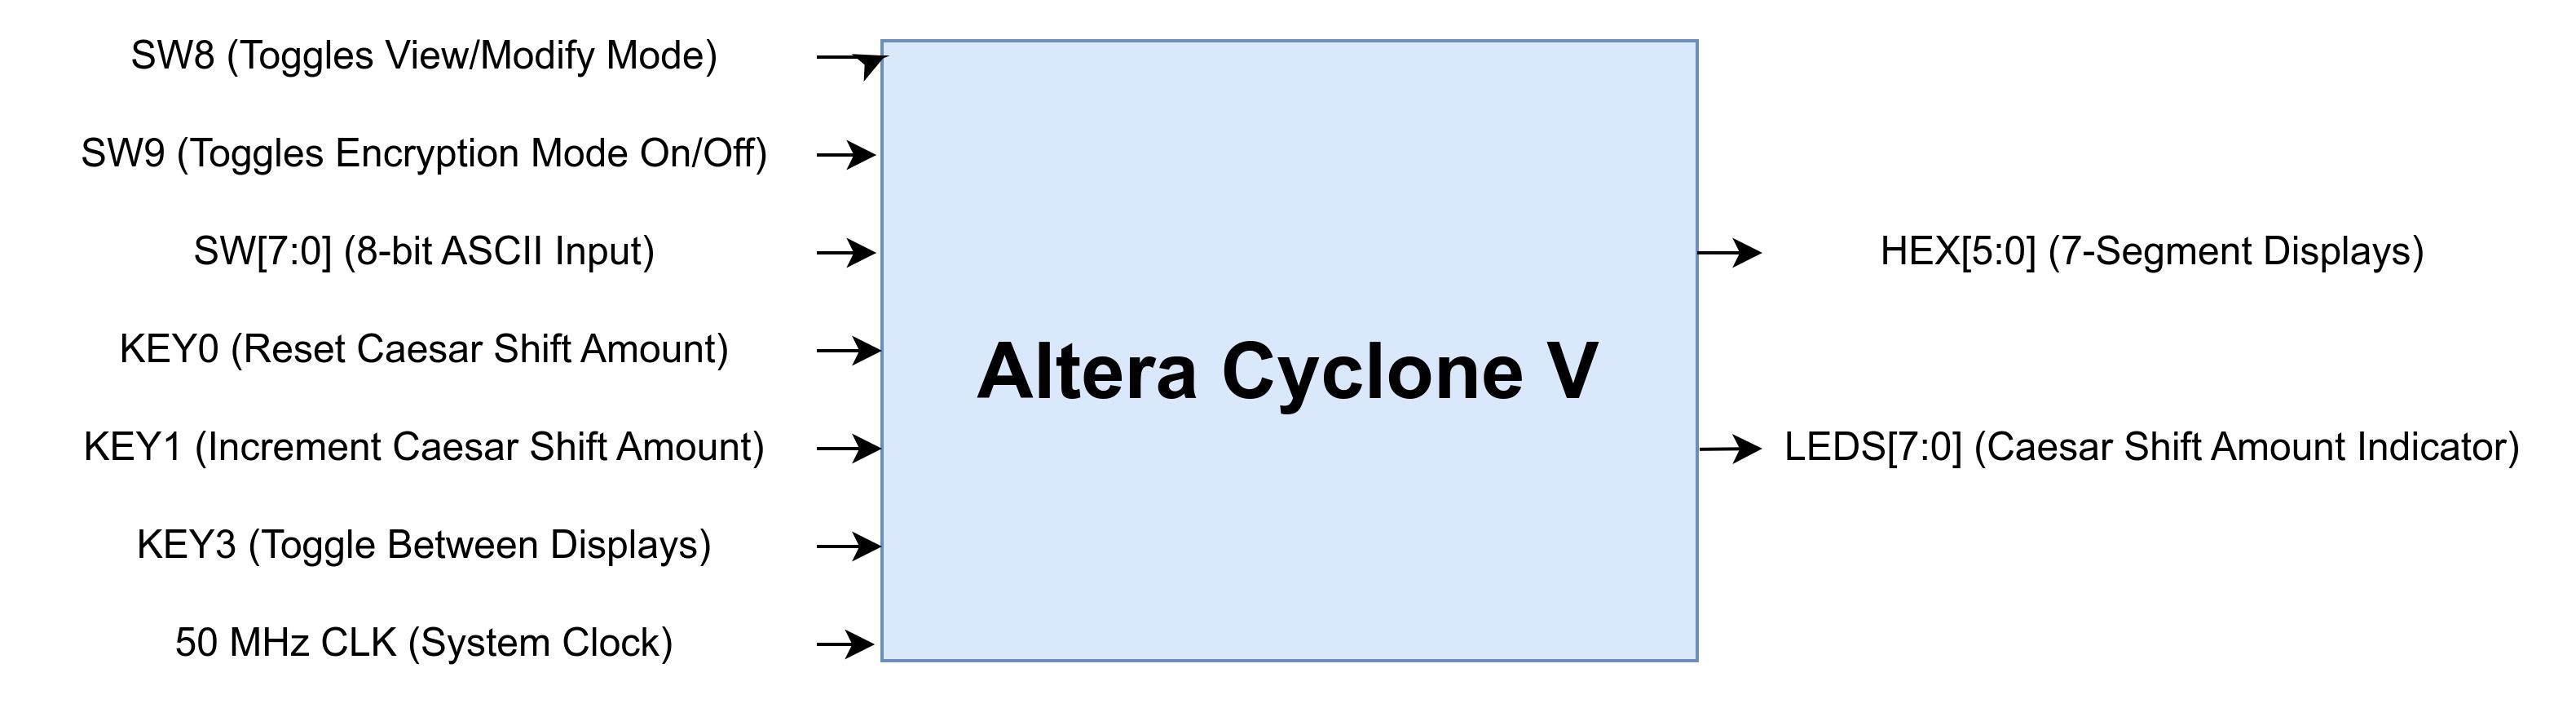 SW8 (Toggles View/Modify Mode)
SW9 (Toggles Encryption Mode On/Off)
SW[7:0] (8-bit ASCII Input)
KEY0 (Reset Caesar Shift Amount)
KEY1 (Increment Caesar Shift Amount)
KEY3 (Toggle Between Displays)
50 MHz CLK (System Clock)
Altera Cyclone V
HEX[5:0] (7-Segment Displays)
LEDS[7:0] (Caesar Shift Amount Indicator)